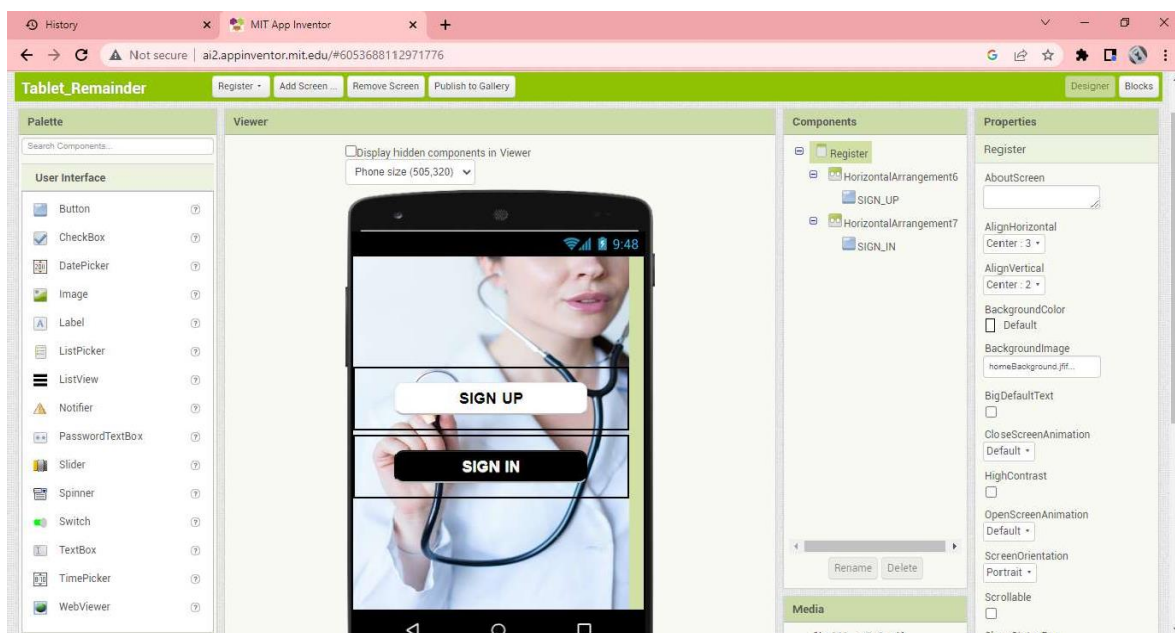 History
MIT App Inventor
Not secure | ai2.appinventor.mit.edu/#6053688112971776
Tablet_Remainder
Register
Add Screen ...
Remove Screen
Publish to Gallery
Designer
Blocks
Palette
Search Components...
User Interface
Button
CheckBox
DatePicker
Image
Label
ListPicker
ListView
Notifier
PasswordTextBox
Slider
Spinner
Switch
TextBox
TimePicker
WebViewer
Viewer
Display hidden components in Viewer
Phone size (505,320)
9:48
SIGN UP
SIGN IN
Components
Register
HorizontalArrangement6
SIGN_UP
HorizontalArrangement7
SIGN_IN
Rename
Delete
Media
Properties
Register
AboutScreen
AlignHorizontal
Center : 3
AlignVertical
Center : 2
BackgroundColor
Default
BackgroundImage
homeBackground.jfif...
BigDefaultText
CloseScreenAnimation
Default
HighContrast
OpenScreenAnimation
Default
ScreenOrientation
Portrait
Scrollable